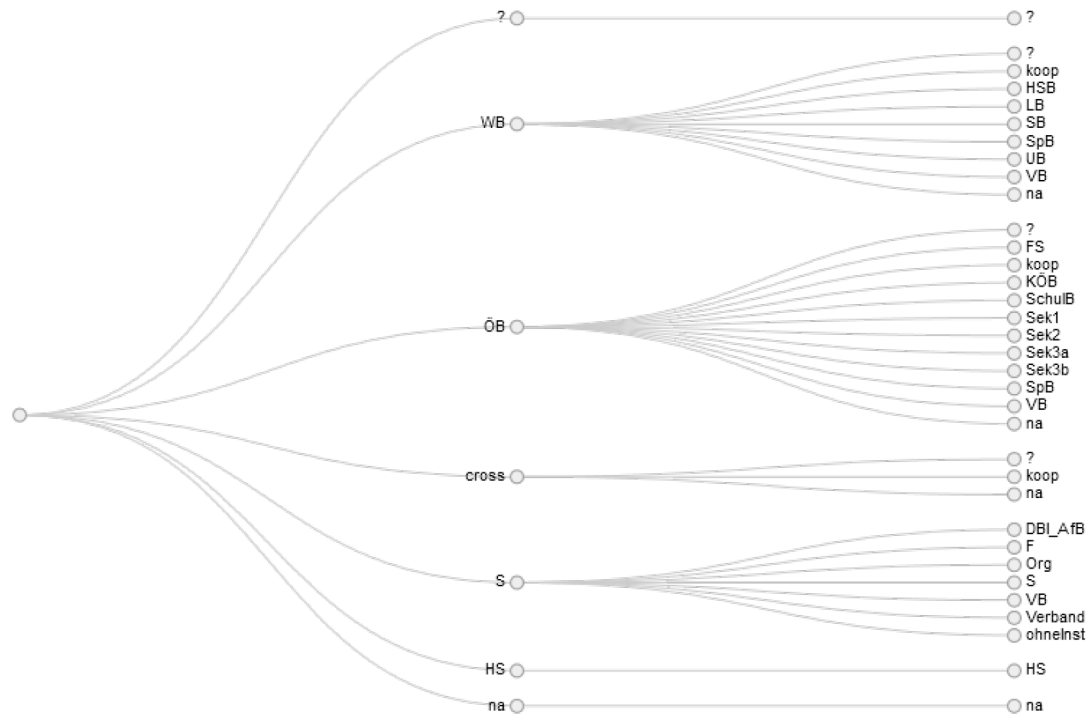 ? ?
?
koop
HSB
LB
WB SB
SpB
UB
VB
na
?
FS
koop
KÖB
SchulB
Sek1
ÖB
Sek2
Sek3a
Sek3b
SpB
VB
na
?
cross koop
na
DBI_AfB
F
Org
S S
VB
Verband
ohneInst
HS HS
na na